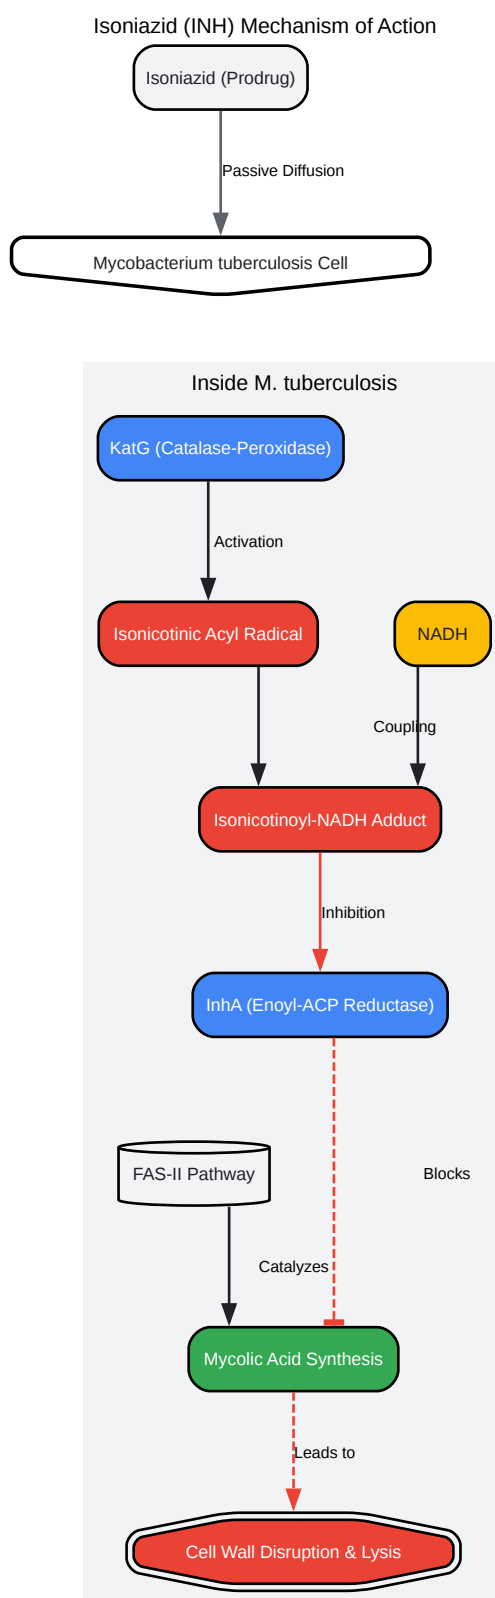 Isoniazid (INH) Mechanism of Action
Isoniazid (Prodrug)
Passive Diffusion
Mycobacterium tuberculosis Cell
Inside M. tuberculosis
KatG (Catalase-Peroxidase)
Activation
Isonicotinic Acyl Radical
NADH
Coupling
Isonicotinoyl-NADH Adduct
Inhibition
InhA (Enoyl-ACP Reductase)
FAS-II Pathway
Blocks
Catalyzes
Mycolic Acid Synthesis
Leads to
Cell Wall Disruption & Lysis